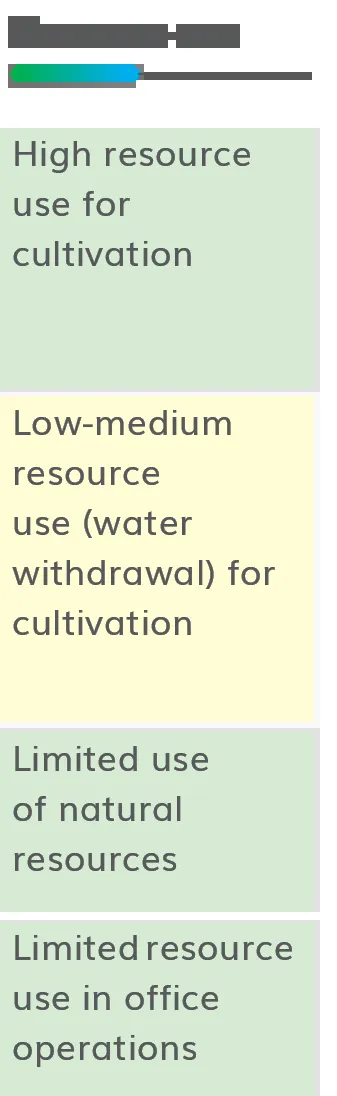 High resource
use for
cultivation
Low-medium
resource
use (water
withdrawal) for
cultivation
Limited use
of natural
resources
Limited resource
use in office
operations